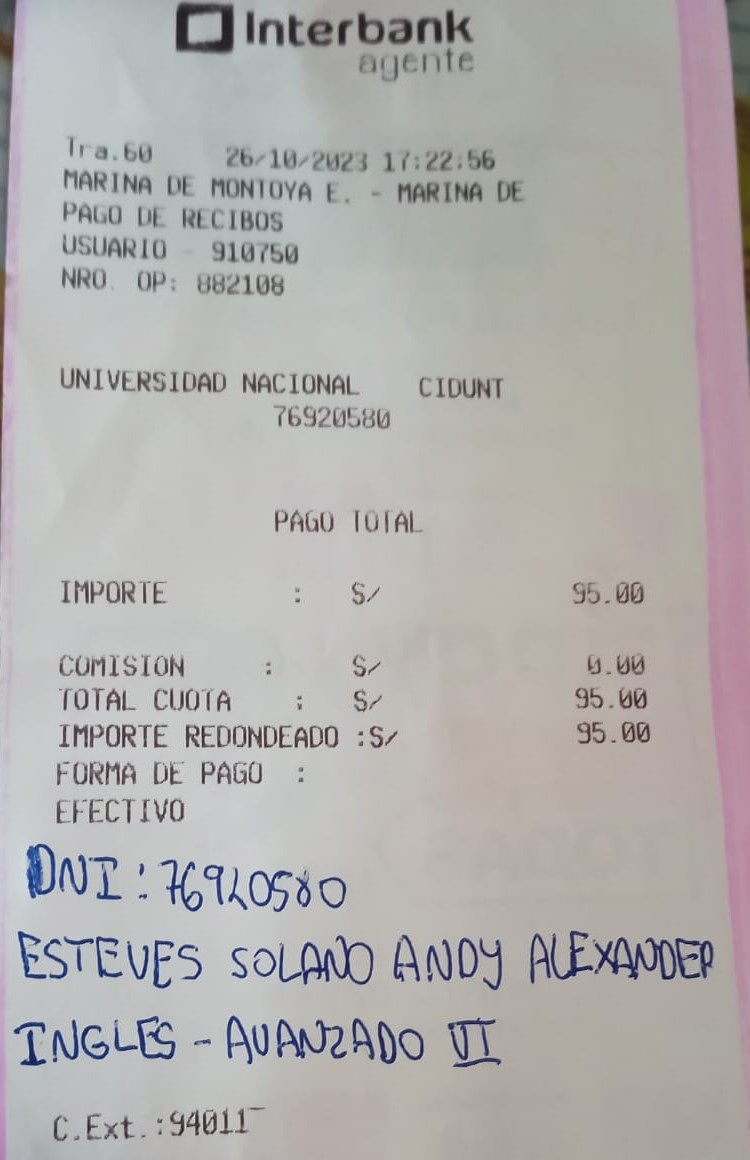 Interbank
agente
Tra.60 26/10/2023 17:22:56
MARINA DE MONTOYA E. - MARINA DE
PAGO DE RECIBOS
USUARIO - 910750
NRO. OP: 882108
UNIVERSIDAD NACIONAL CIDUNT
76920580
PAGO TOTAL
IMPORTE : S/ 95.00
COMISION : S/ 0.00
TOTAL CUOTA : S/ 95.00
IMPORTE REDONDEADO :S/ 95.00
FORMA DE PAGO :
EFECTIVO
DNI: 76920580
ESTEVES SOLANO ANDY ALEXANDER
INGLES - AVANZADO VI
C.Ext.:94011